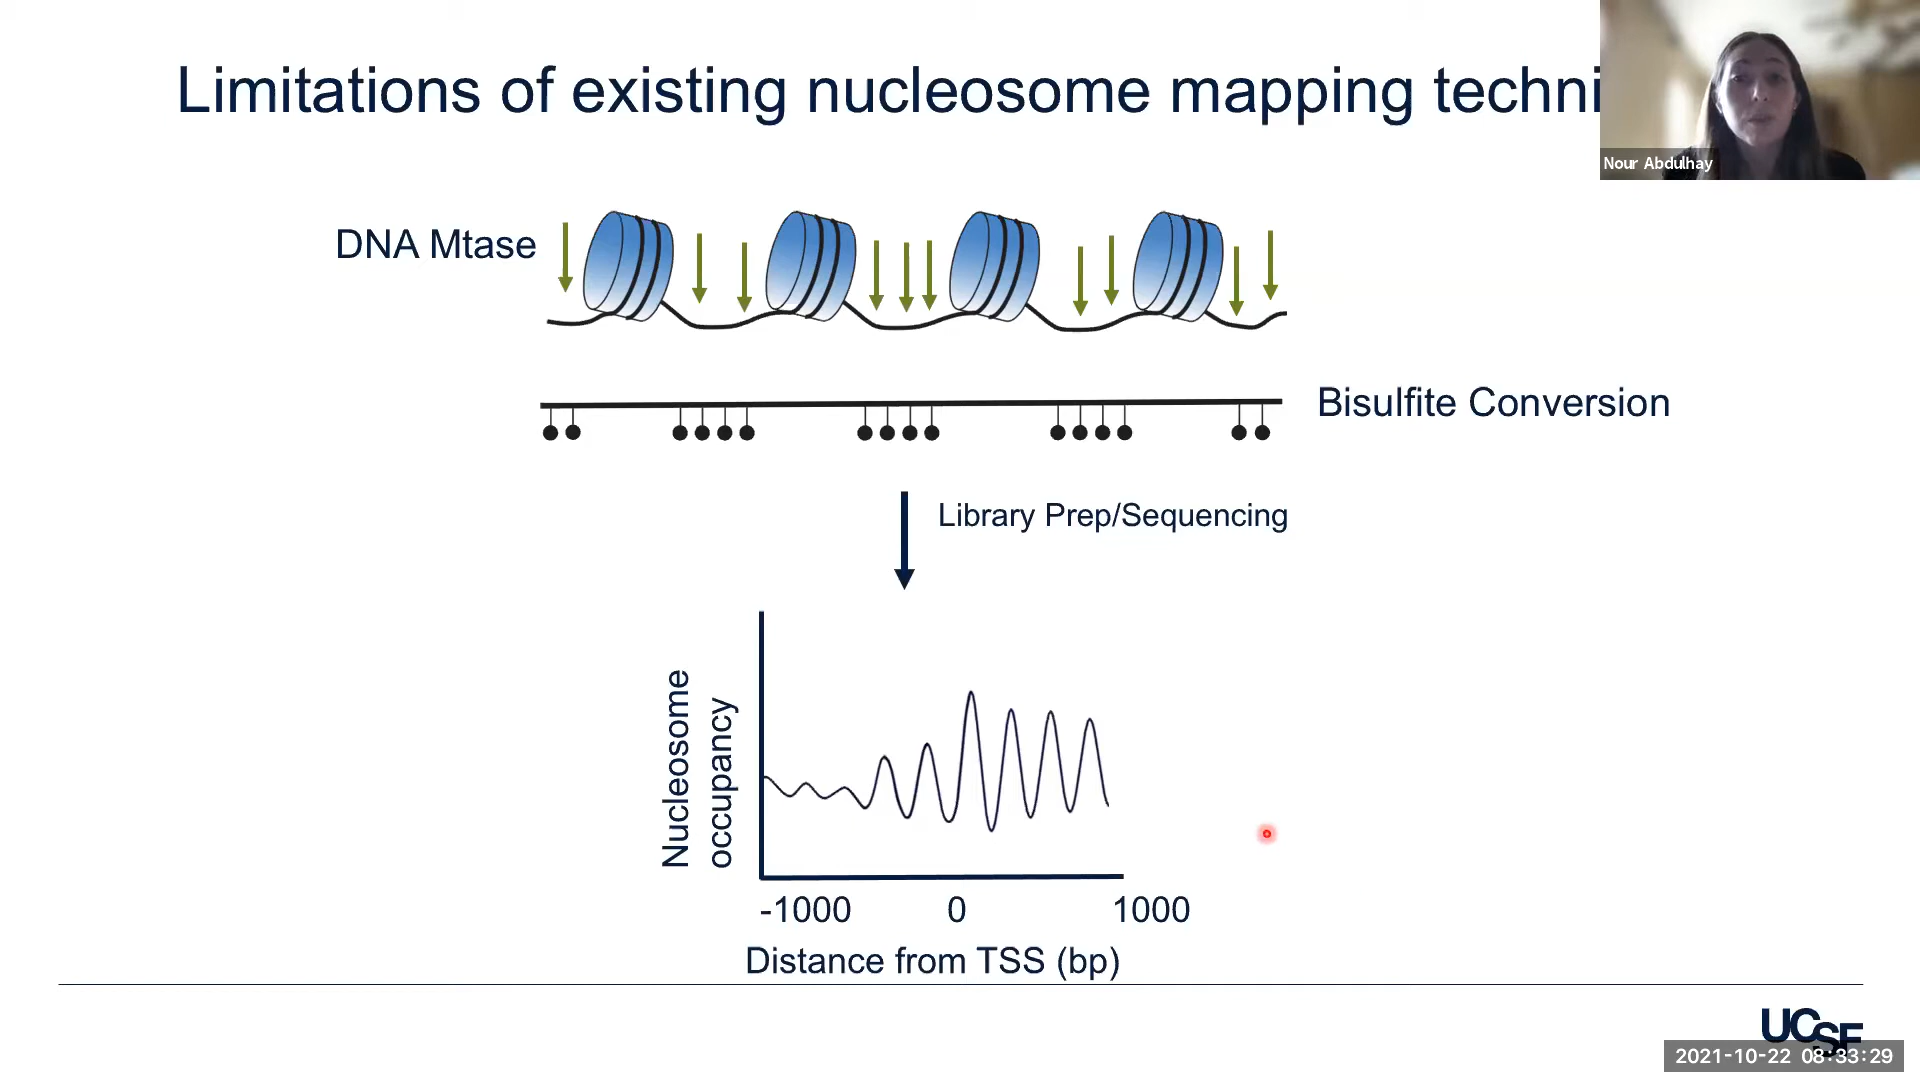 Limitations of existing nucleosome mapping techni
Nour Abdulhay
DNA Mtase
Bisulfite Conversion
Library Prep/Sequencing
Nucleosome
occupancy
-1000 0 1000
Distance from TSS (bp)
UCSF
2021-10-22 08:33:29